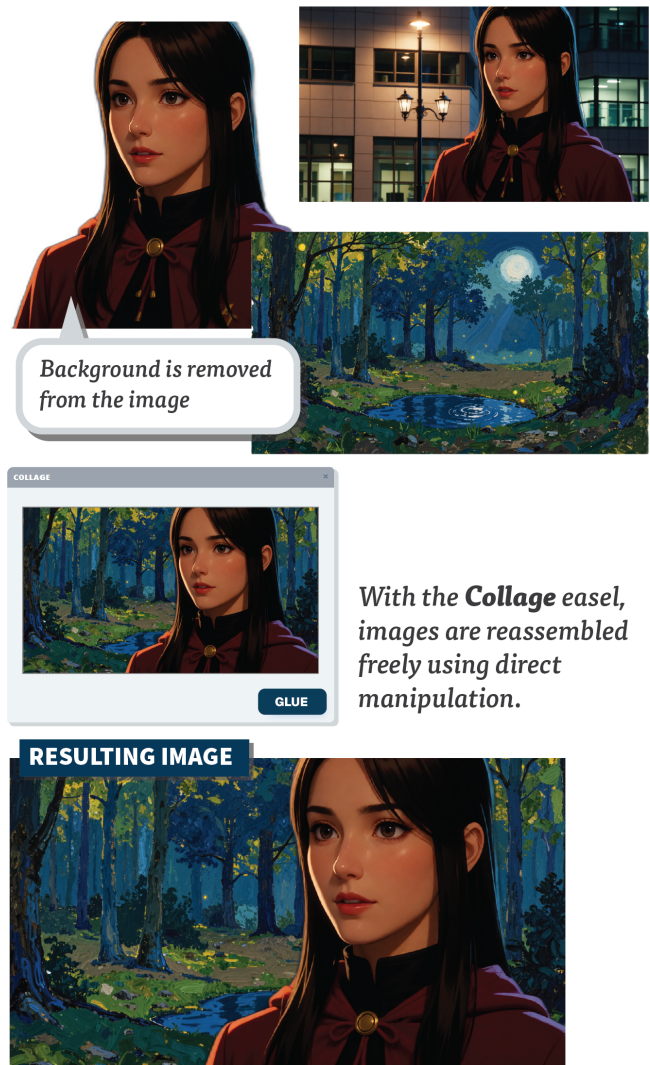 Background is removed
from the image
COLLAGE
×
GLUE
With the Collage easel,
images are reassembled
freely using direct
manipulation.
RESULTING IMAGE